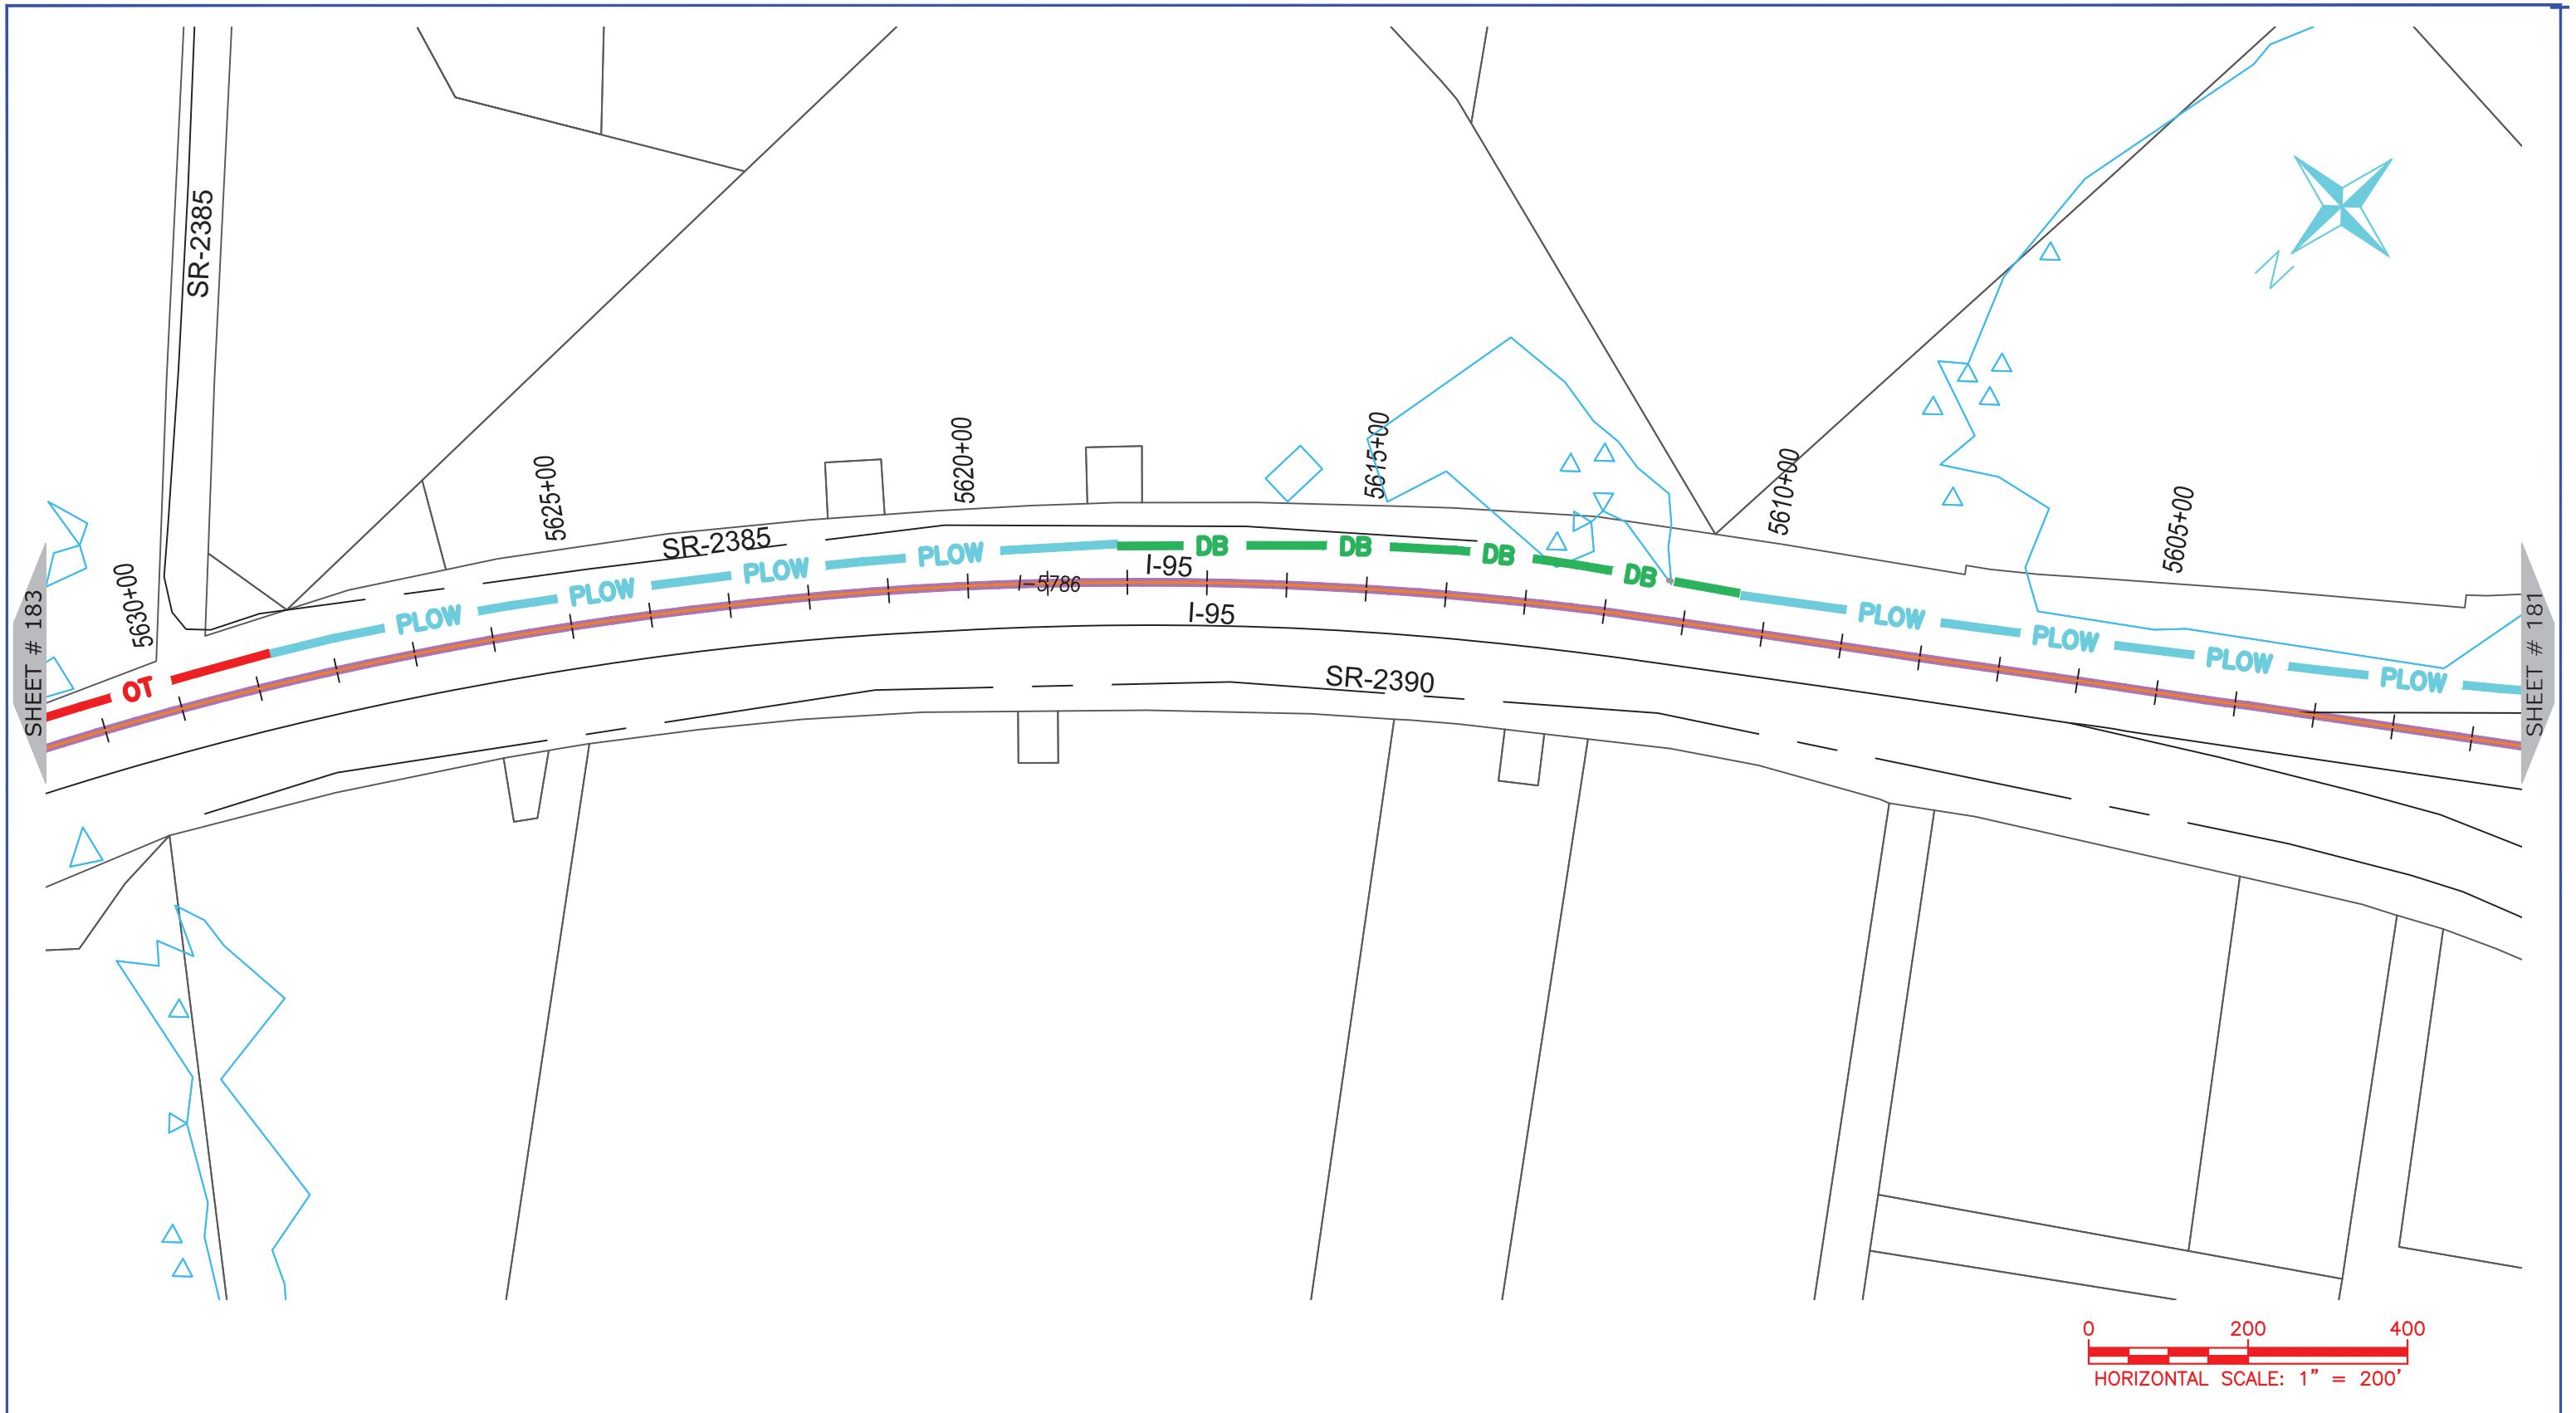 SR-2385
5630+00
5625+00
5620+00
5615+00
5610+00
5605+00
SHEET # 183
SHEET # 181
SR-2385
OT
PLOW
PLOW
PLOW
PLOW
DB
DB
DB
DB
PLOW
PLOW
PLOW
PLOW
I-95
5786
I-95
SR-2390
N
0 200 400
HORIZONTAL SCALE: 1" = 200'